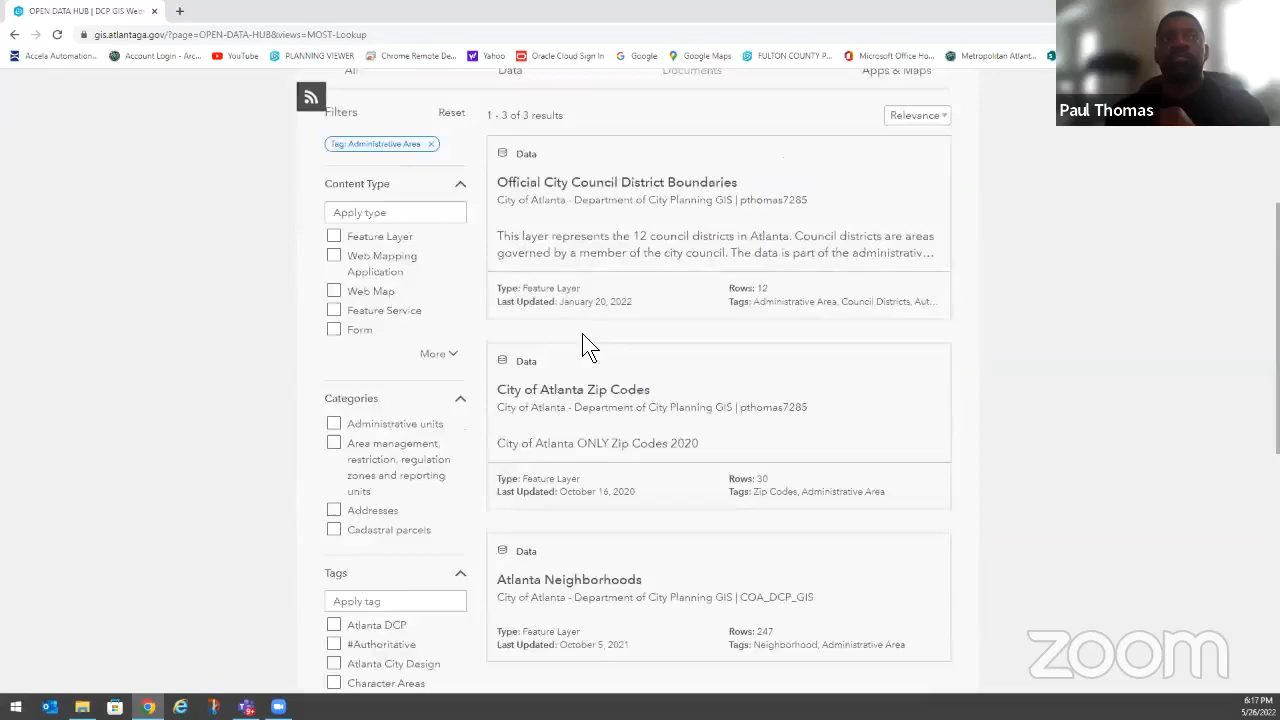 OPEN DATA HUB | DCP GIS Web
gis.atlantaga.gov/?page=OPEN-DATA-HUB&views=MOST-Lookup
Accela Automation...
Account Login - Arc...
YouTube
PLANNING VIEWER
Chrome Remote De...
Yahoo
Oracle Cloud Sign In
Google
Google Maps
FULTON COUNTY P...
Microsoft Office Ho...
Metropolitan Atlant...
Paul Thomas
All
Data
Documents
Apps & Maps
Filters
Reset
1 - 3 of 3 results
Relevance
Tag: Administrative Area
Content Type
Apply type
Feature Layer
Web Mapping
Application
Web Map
Feature Service
Form
More
Categories
Administrative units
Area management,
restriction, regulation
zones and reporting
units
Addresses
Cadastral parcels
Tags
Apply tag
Atlanta DCP
#Authoritative
Atlanta City Design
Character Areas
Data
Official City Council District Boundaries
City of Atlanta - Department of City Planning GIS | pthomas7285
This layer represents the 12 council districts in Atlanta. Council districts are areas
governed by a member of the city council. The data is part of the administrativ...
Type: Feature Layer
Rows: 12
Last Updated: January 20, 2022
Tags: Administrative Area, Council Districts, Aut...
Data
City of Atlanta Zip Codes
City of Atlanta - Department of City Planning GIS | pthomas7285
City of Atlanta ONLY Zip Codes 2020
Type: Feature Layer
Rows: 30
Last Updated: October 16, 2020
Tags: Zip Codes, Administrative Area
Data
Atlanta Neighborhoods
City of Atlanta - Department of City Planning GIS | COA_DCP_GIS
Type: Feature Layer
Rows: 247
Last Updated: October 5, 2021
Tags: Neighborhood, Administrative Area
zoom
6:17 PM
5/26/2022